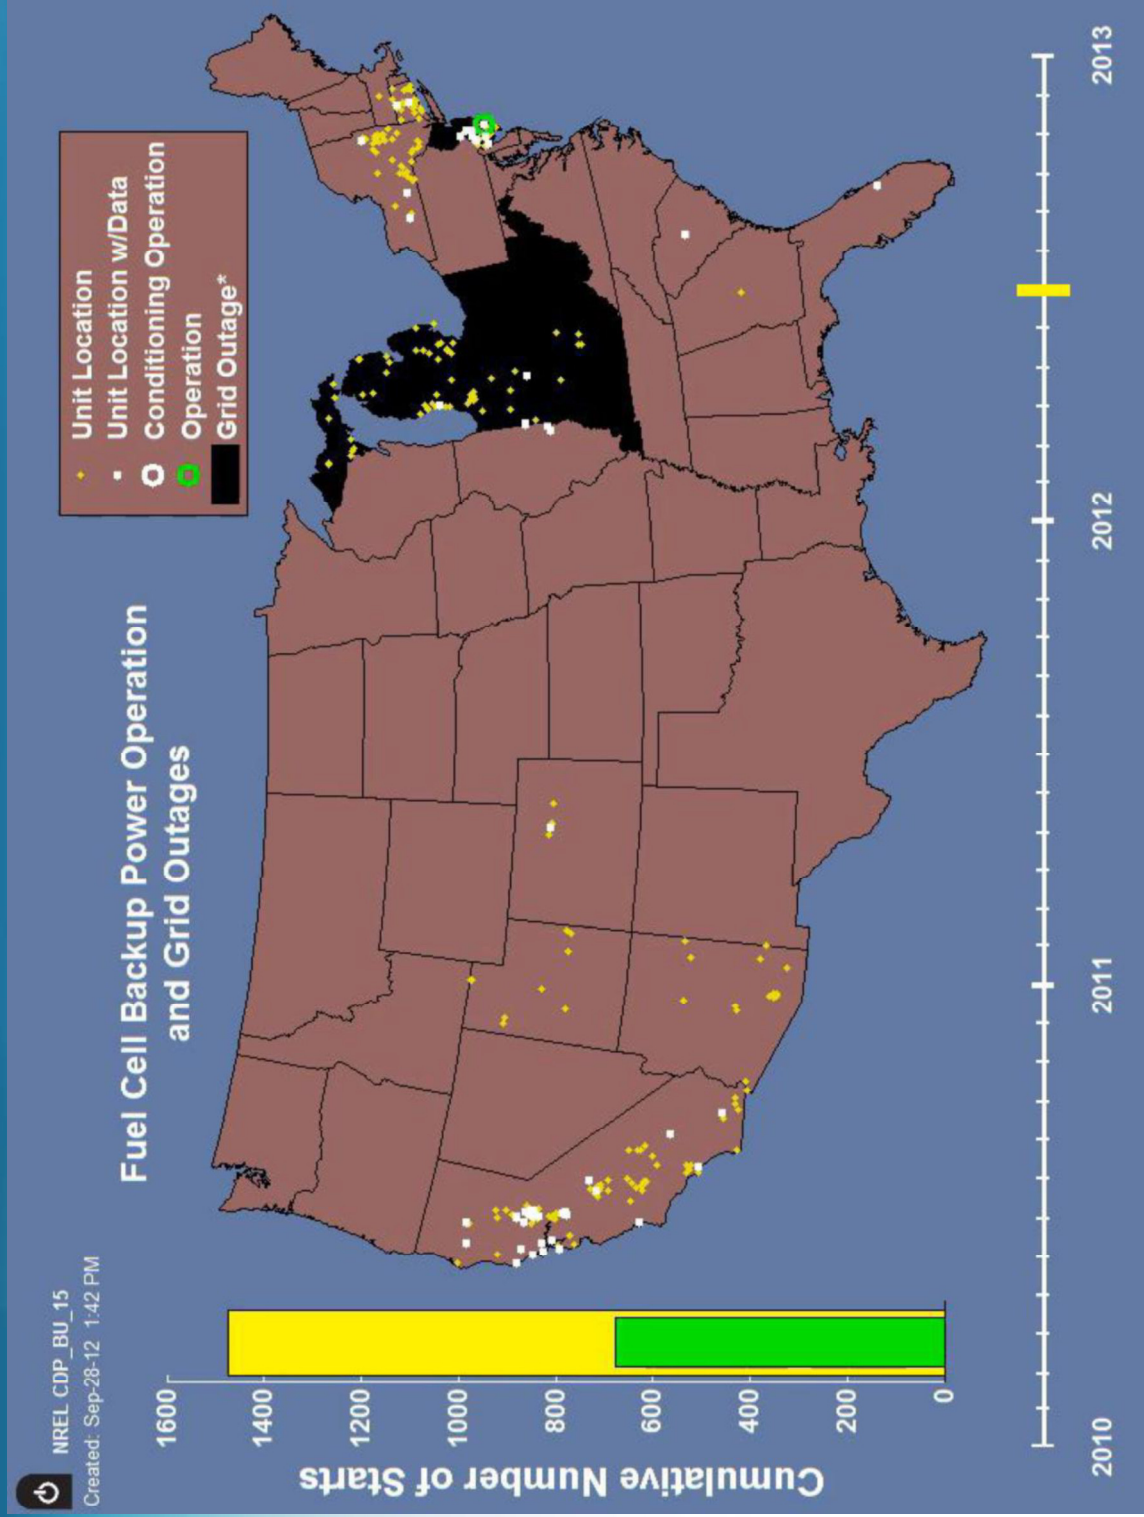 NREL CDP_BU_15
Created: Sep-28-12 1:42 PM
Fuel Cell Backup Power Operation
and Grid Outages
Unit Location
Unit Location w/Data
Conditioning Operation
Operation
Grid Outage*
Cumulative Number of Starts
1600
1400
1200
1000
800
600
400
200
0
2010
2011
2012
2013